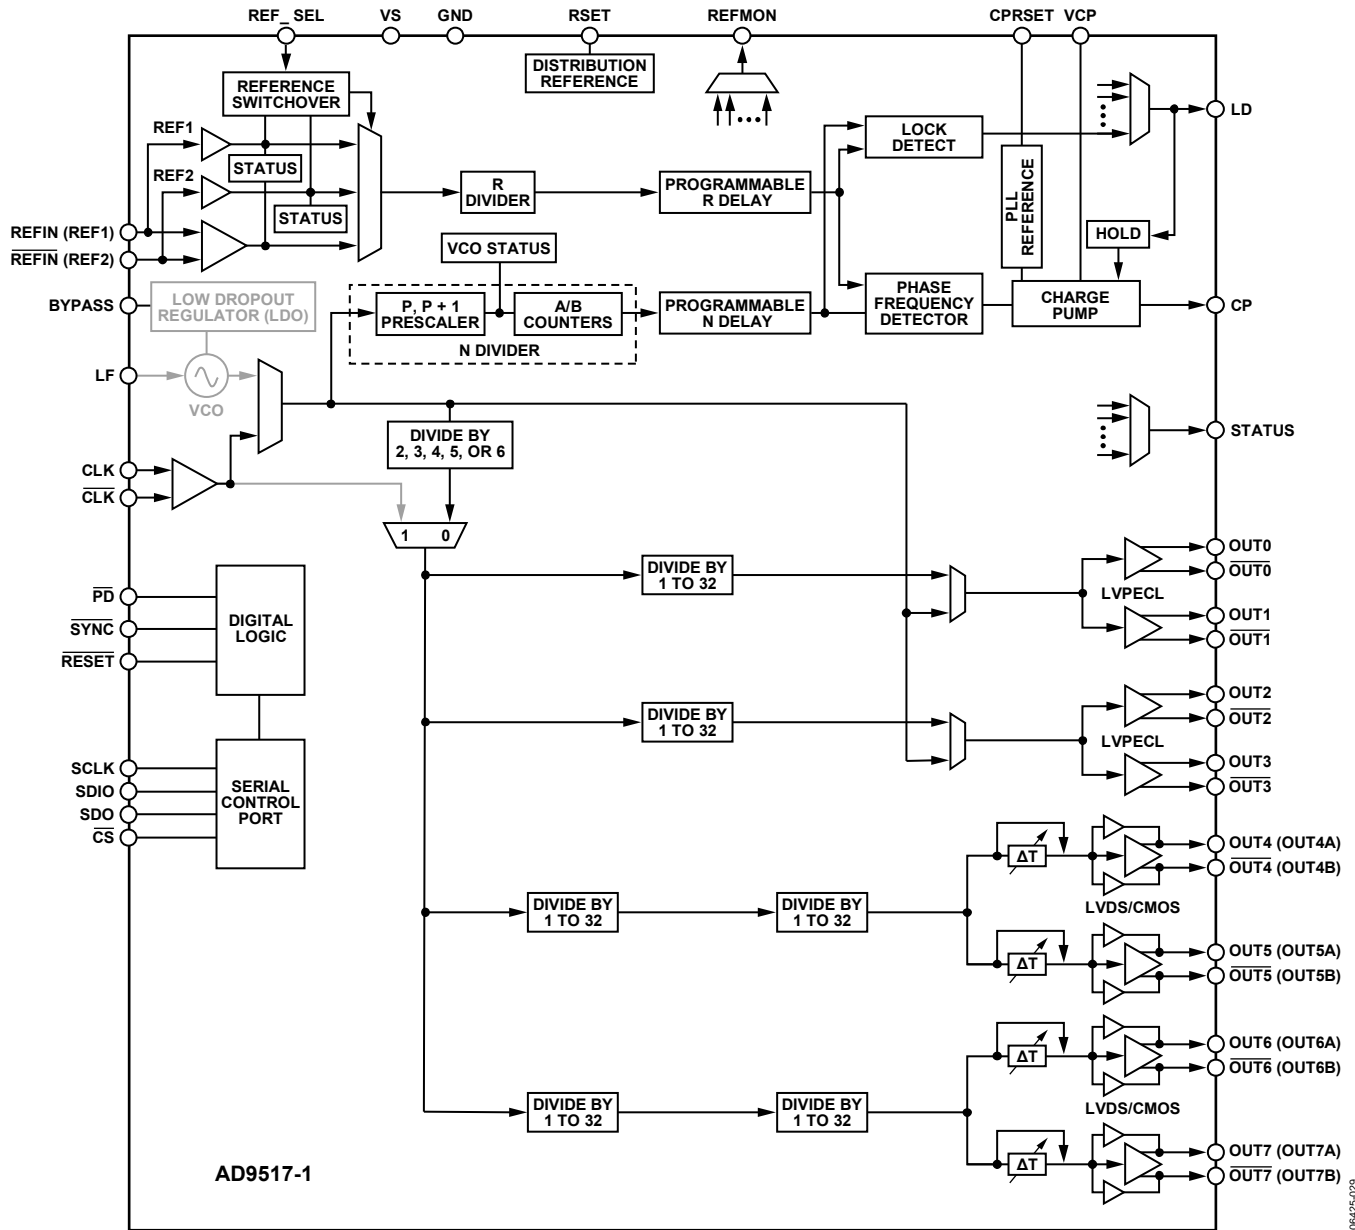 REF_SEL VS GND RSET REFMON CPRSET VCP
DISTRIBUTION
REFERENCE
REFERENCE
SWITCHOVER
REF1
STATUS
REF2
STATUS
R
DIVIDER
PROGRAMMABLE
R DELAY
LOCK
DETECT
LD
PLL
REFERENCE
HOLD
REFIN (REF1)
REFIN (REF2)
VCO STATUS
BYPASS
LOW DROPOUT
REGULATOR (LDO)
P, P + 1
PRESCALER
A/B
COUNTERS
N DIVIDER
PROGRAMMABLE
N DELAY
PHASE
FREQUENCY
DETECTOR
CHARGE
PUMP
CP
LF
VCO
DIVIDE BY
2, 3, 4, 5, OR 6
STATUS
CLK
CLK
1 0
PD
SYNC
RESET
DIGITAL
LOGIC
DIVIDE BY
1 TO 32
LVPECL
OUT0
OUT0
OUT1
OUT1
DIVIDE BY
1 TO 32
LVPECL
OUT2
OUT2
OUT3
OUT3
SCLK
SDIO
SDO
CS
SERIAL
CONTROL
PORT
DIVIDE BY
1 TO 32
DIVIDE BY
1 TO 32
ΔT
ΔT
LVDS/CMOS
OUT4 (OUT4A)
OUT4 (OUT4B)
OUT5 (OUT5A)
OUT5 (OUT5B)
DIVIDE BY
1 TO 32
DIVIDE BY
1 TO 32
ΔT
ΔT
LVDS/CMOS
OUT6 (OUT6A)
OUT6 (OUT6B)
OUT7 (OUT7A)
OUT7 (OUT7B)
AD9517-1
06425-029